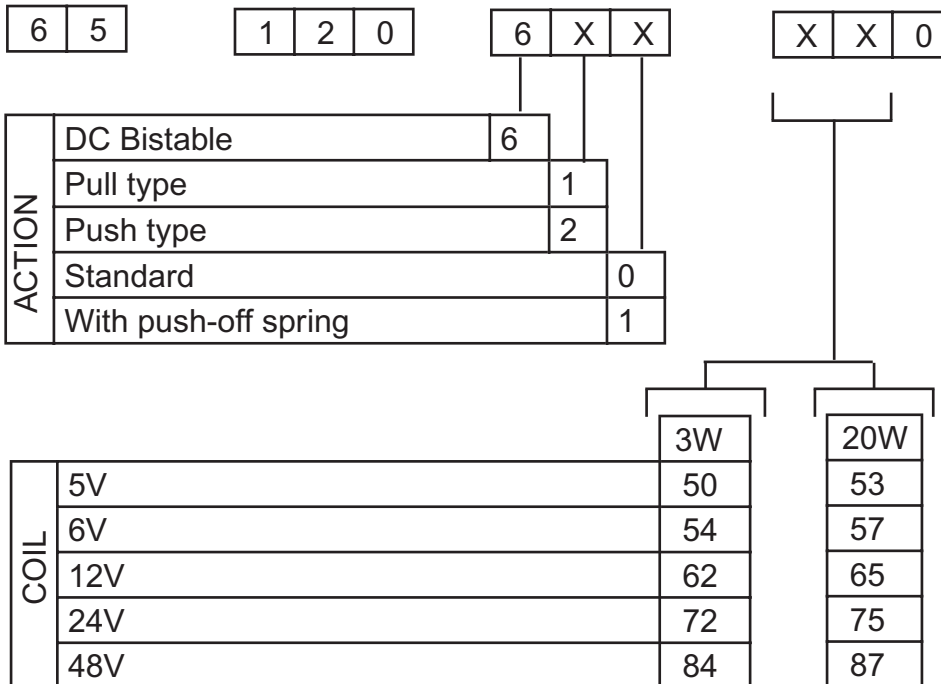 6 5 1 2 0 6 X X X X 0
ACTION
DC Bistable 6
Pull type 1
Push type 2
Standard 0
With push-off spring 1
3W 20W
COIL
5V 50 53
6V 54 57
12V 62 65
24V 72 75
48V 84 87